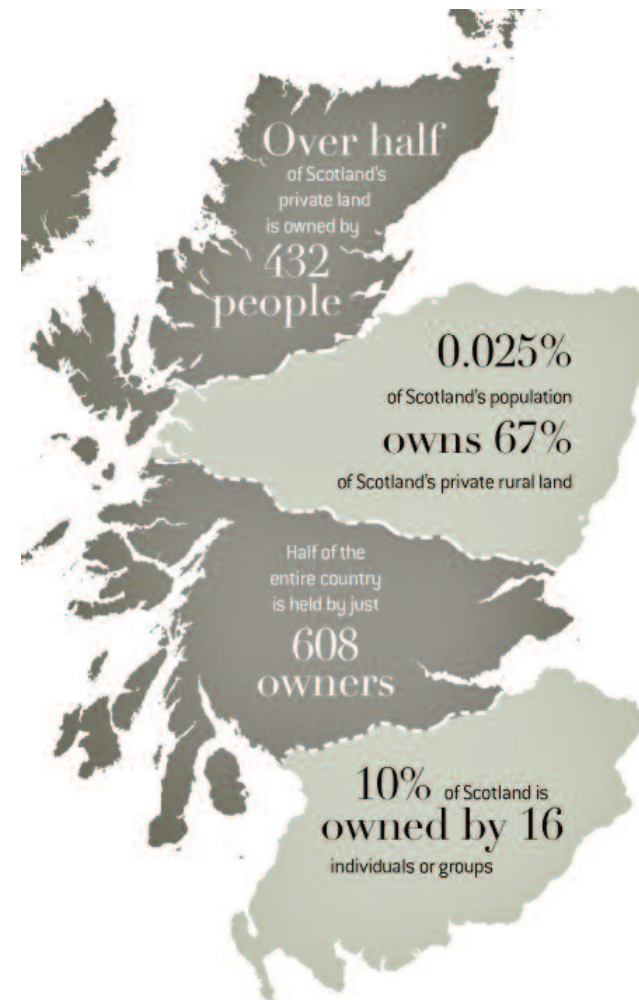 Over half
of Scotland's
private land
is owned by
432
people
0.025%
of Scotland's population
owns 67%
of Scotland's private rural land
Half of the
entire country
is held by just
608
owners
10% of Scotland is
owned by 16
individuals or groups